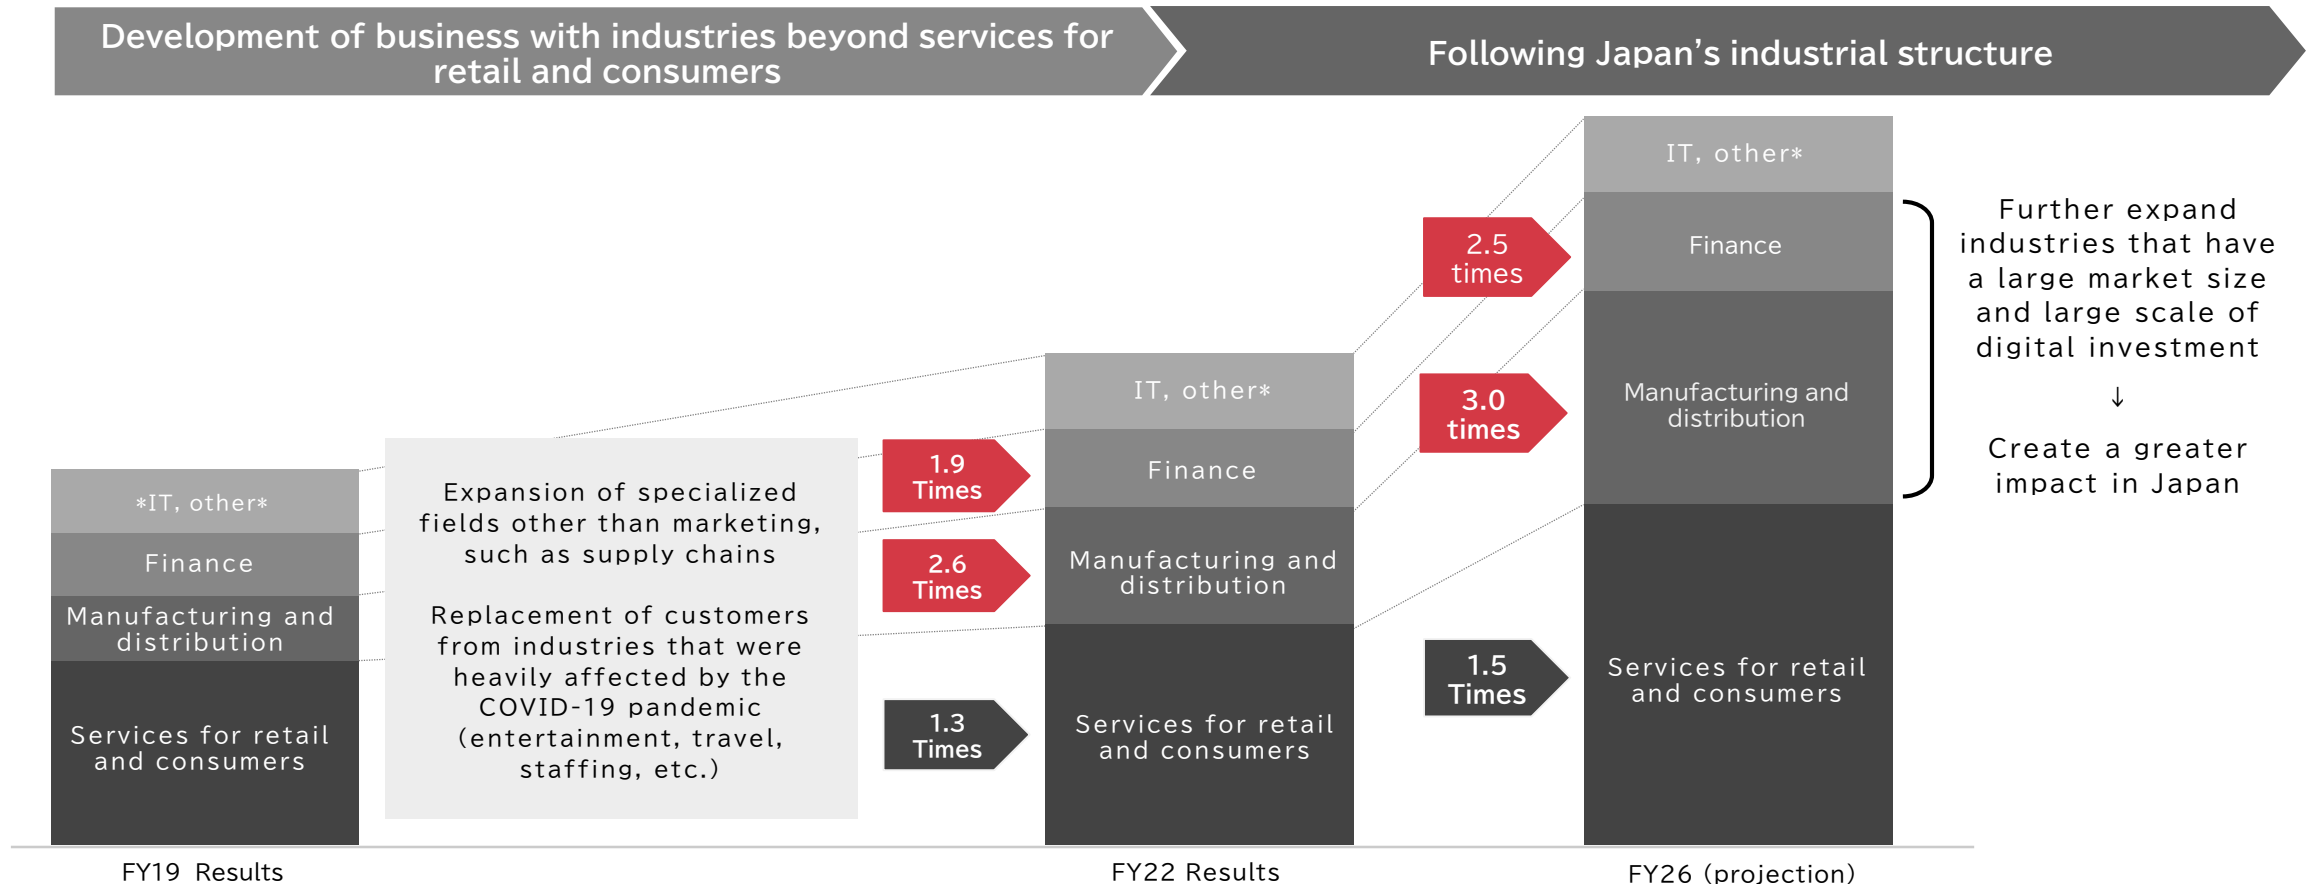 Development of business with industries beyond services for
retail and consumers
Following Japan’s industrial structure
*IT, other*
Finance
Manufacturing and
distribution
Services for retail
and consumers
FY19 Results
Expansion of specialized
fields other than marketing,
such as supply chains
Replacement of customers
from industries that were
heavily affected by the
COVID-19 pandemic
(entertainment, travel,
staffing, etc.)
1.9
Times
2.6
Times
1.3
Times
IT, other*
Finance
Manufacturing and
distribution
Services for retail
and consumers
FY22 Results
2.5
times
3.0
times
1.5
Times
IT, other*
Finance
Manufacturing and
distribution
Services for retail
and consumers
FY26 (projection)
Further expand
industries that have
a large market size
and large scale of
digital investment
↓
Create a greater
impact in Japan